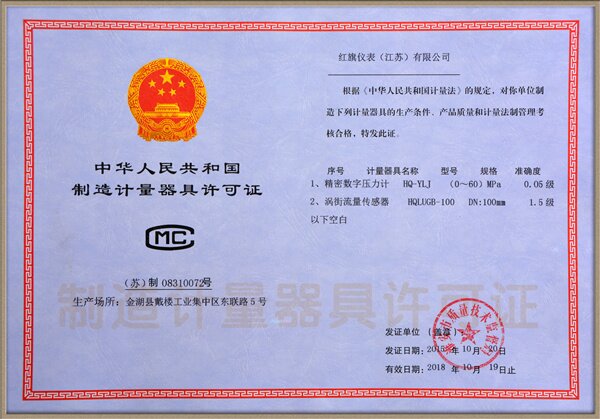 中华人民共和国
制造计量器具许可证
CMC
(苏)制08310072号
生产场所：金湖县戴楼工业集中区东联路5号
红旗仪表（江苏）有限公司
根据《中华人民共和国计量法》的规定，对你单位制
造下列计量器具的生产条件、产品质量和计量法制管理考
核合格，特发此证。
序号 计量器具名称 型号 规格 准确度
1、精密数字压力计 HQ-YLJ (0～60)MPa 0.05级
2、涡街流量传感器 HQLUGB-100 DN:100mm 1.5级
以下空白
制造计量器具许可证
发证单位（盖章）
发证日期：2015年10月20日
有效日期：2018年10月19日止